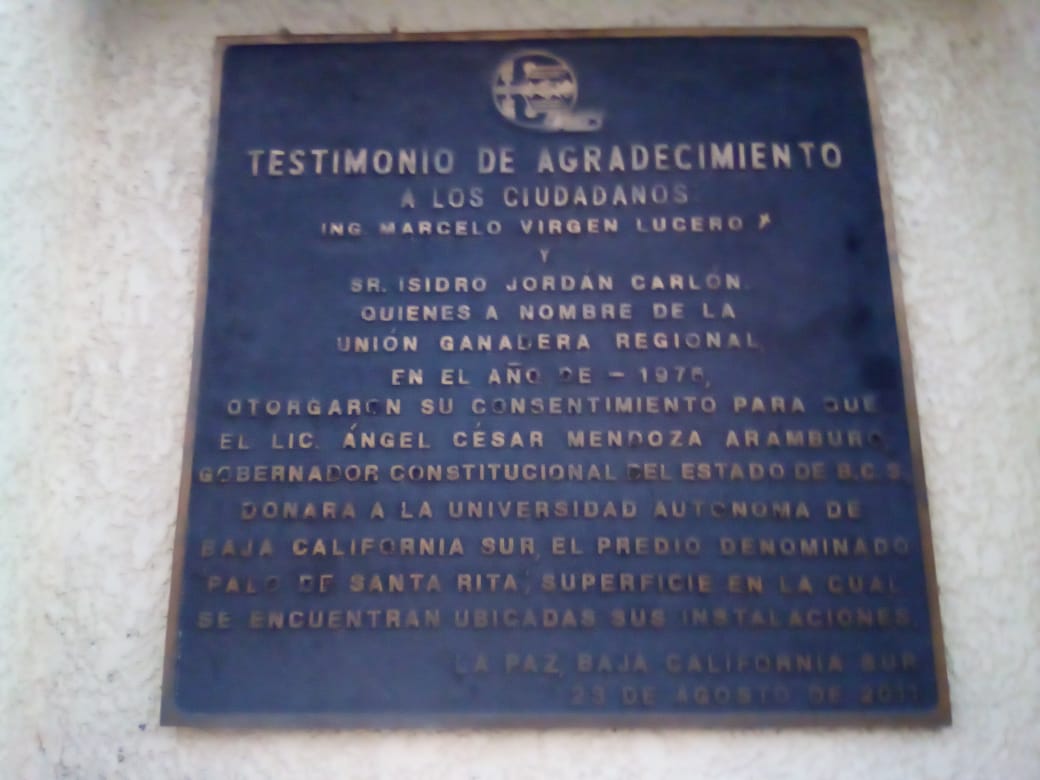 TESTIMONIO DE AGRADECIMIENTO
A LOS CIUDADANOS
ING. MARCELO VIRGEN LUCERO
Y
SR. ISIDRO JORDÁN CARLÓN.
QUIENES A NOMBRE DE LA
UNIÓN GANADERA REGIONAL,
EN EL AÑO DE –
OTORGARON SU CONSENTIMIENTO PARA QUE
EL LIC. ÁNGEL CÉSAR MENDOZA ARAMBURO,
GOBERNADOR CONSTITUCIONAL DEL ESTADO DE B.C.S.
DONARA A LA UNIVERSIDAD AUTÓNOMA DE
BAJA CALIFORNIA SUR, EL PREDIO DENOMINADO
PALO DE SANTA RITA, SUPERFICIE EN LA CUAL
SE ENCUENTRAN UBICADAS SUS INSTALACIONES.
LA PAZ, BAJA CALIFORNIA SUR
23 DE AGOSTO DE